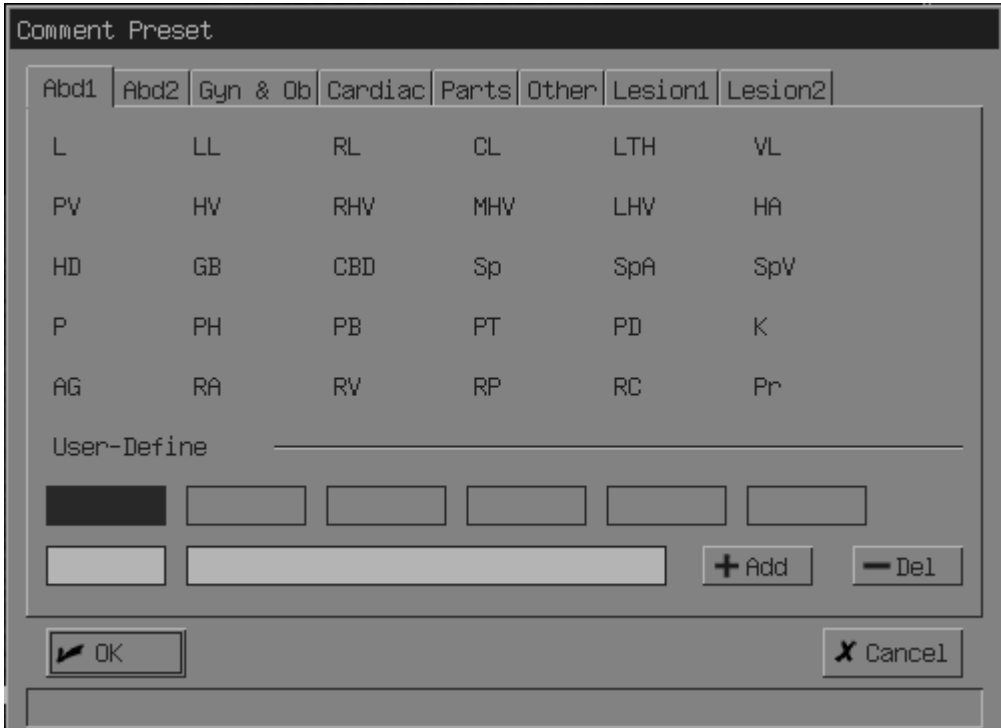 Comment Preset
Abd1 Abd2 Gyn & Ob Cardiac Parts Other Lesion1 Lesion2
L LL RL CL LTH VL
PV HV RHV MHV LHV HA
HD GB CBD Sp SpA SpV
P PH PB PT PD K
AG RA RV RP RC Pr
User-Define
Add Del
OK Cancel